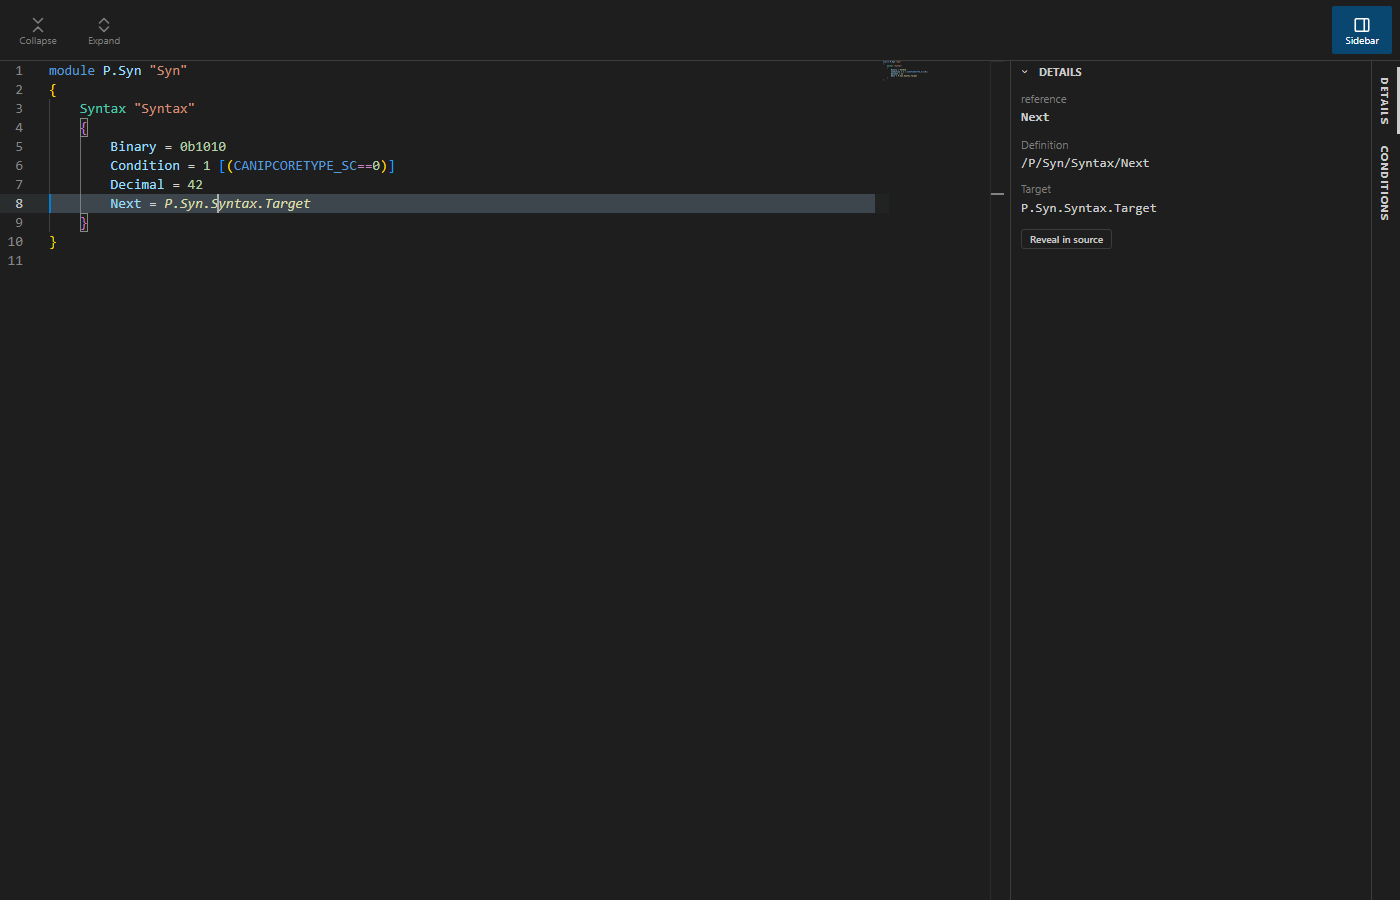 Collapse
Expand
Sidebar
1 module P.Syn "Syn"
2 {
3 Syntax "Syntax"
4 {
5 Binary = 0b1010
6 Condition = 1 [(CANIPCORETYPE_SC==0)]
7 Decimal = 42
8 Next = P.Syn.Syntax.Target
9 }
10 }
11
DETAILS
reference
Next
Definition
/P/Syn/Syntax/Next
Target
P.Syn.Syntax.Target
Reveal in source
DETAILS
CONDITIONS